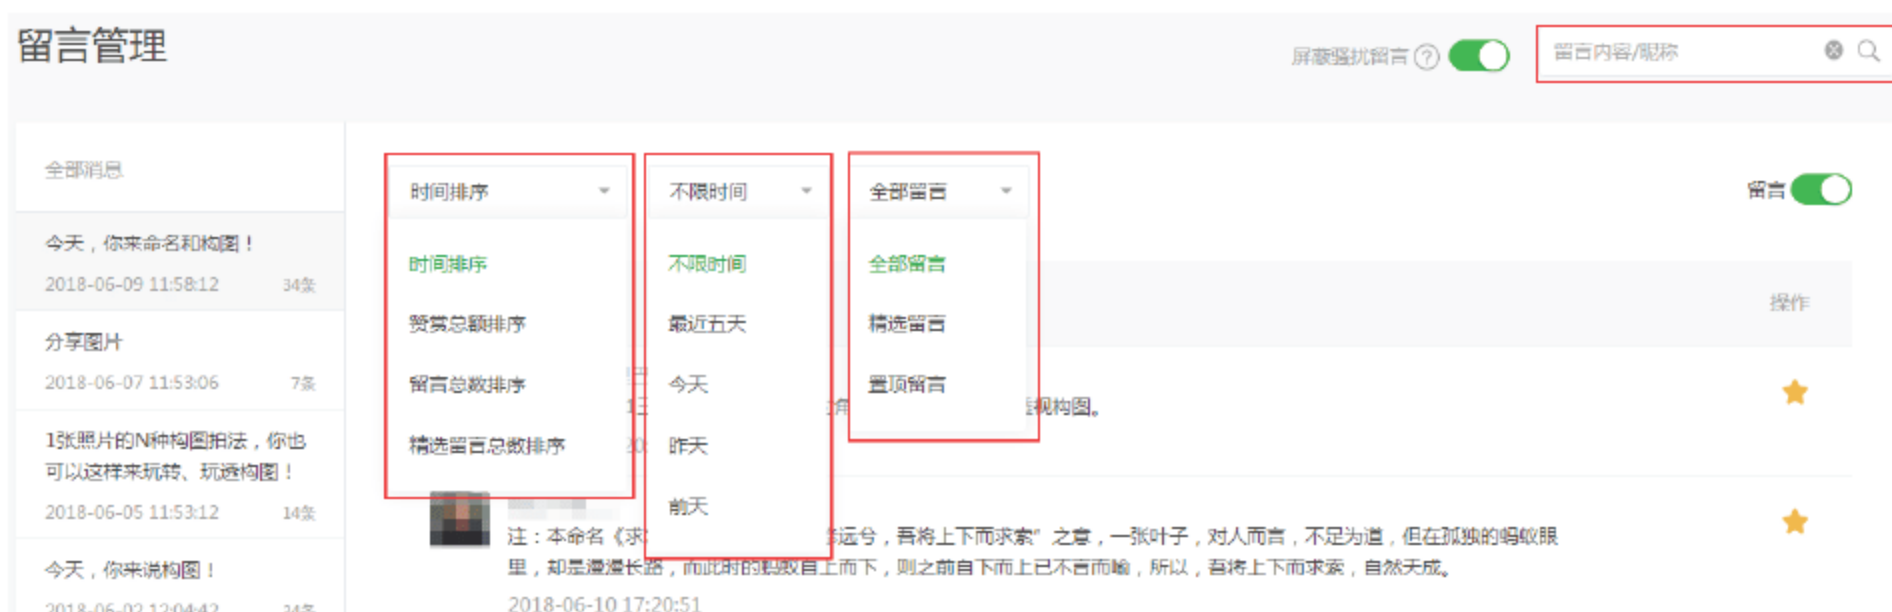 留言管理
屏蔽骚扰留言
留言内容/昵称
全部消息
今天，你来命名和构图！
2018-06-09 11:58:12 34条
分享图片
2018-06-07 11:53:06 7条
1张照片的N种构图拍法，你也
可以这样来玩转、玩透构图！
2018-06-05 11:53:12 14条
今天，你来说构图！
2018-06-02 12:04:42 24条
时间排序
时间排序
赞赏总额排序
留言总数排序
精选留言总数排序
不限时间
不限时间
最近五天
今天
昨天
前天
全部留言
全部留言
精选留言
置顶留言
留言
操作
视构图。
注：本命名《求 远兮，吾将上下而求索”之意，一张叶子，对人而言，不足为道，但在孤独的蚂蚁眼
里，却是漫漫长路，而此时的蚂蚁自上而下，则之前自下而上已不言而喻，所以，吾将上下而求索，自然天成。
2018-06-10 17:20:51